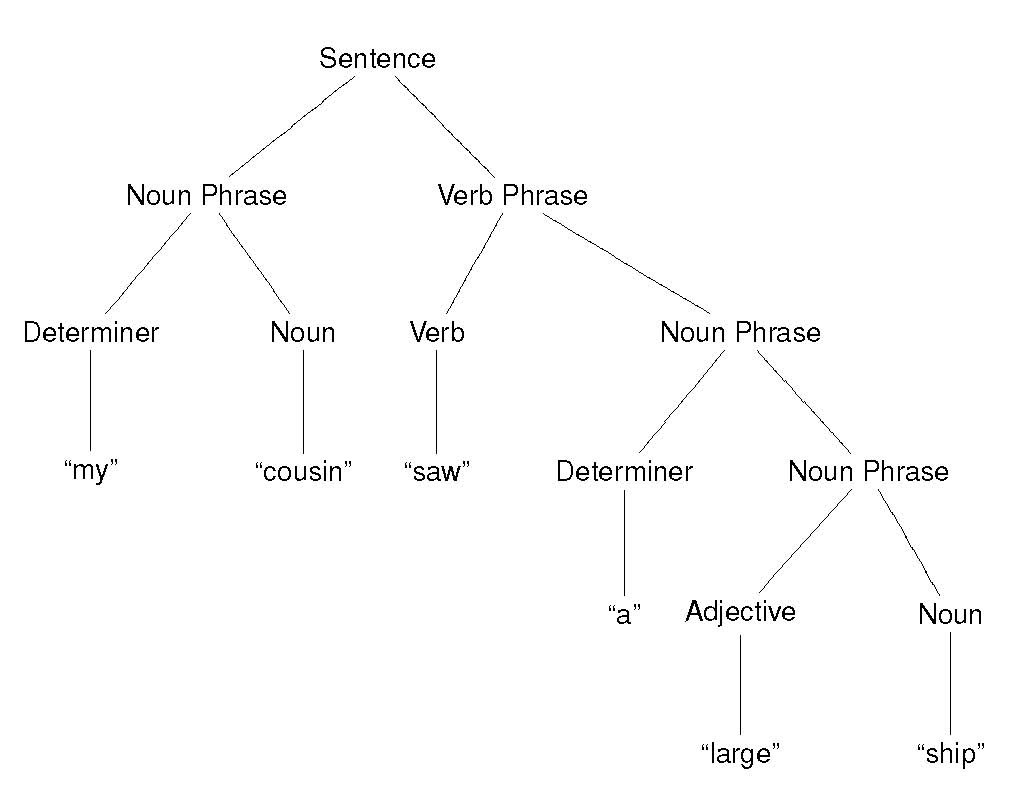 Sentence
Noun Phrase Verb Phrase
Determiner Noun Verb Noun Phrase
“my” “cousin” “saw” Determiner Noun Phrase
“a” Adjective Noun
“large” “ship”